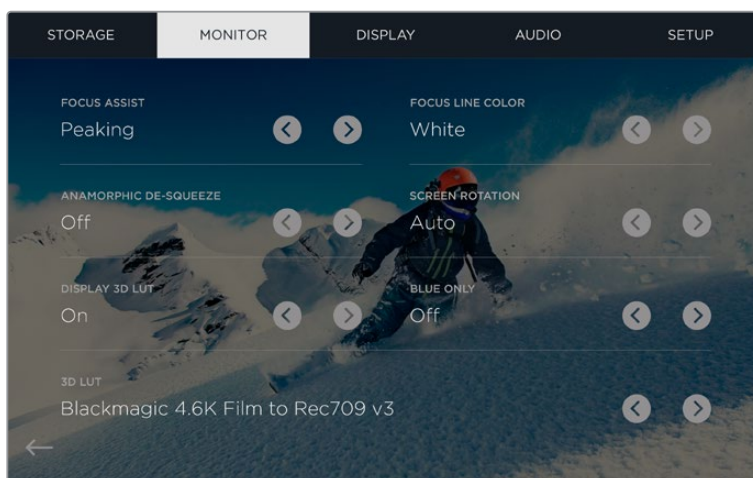 STORAGE MONITOR DISPLAY AUDIO SETUP
FOCUS ASSIST
Peaking
FOCUS LINE COLOR
White
ANAMORPHIC DE-SQUEEZE
Off
SCREEN ROTATION
Auto
DISPLAY 3D LUT
On
BLUE ONLY
Off
3D LUT
Blackmagic 4.6K Film to Rec709 v3